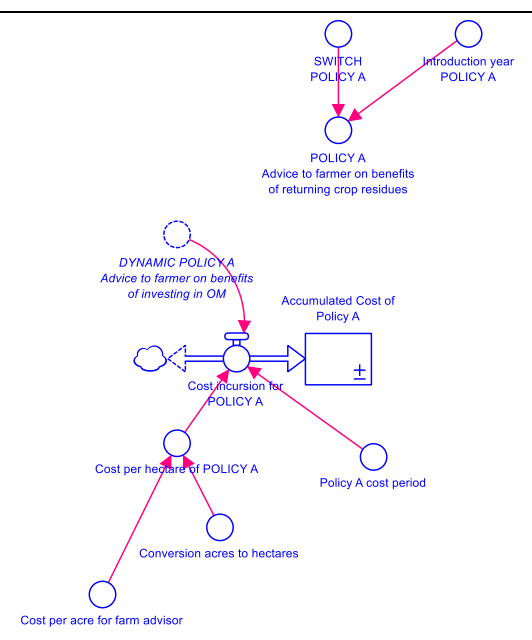 SWITCH
POLICY A
Introduction year
POLICY A
POLICY A
Advice to farmer on benefits
of returning crop residues
DYNAMIC POLICY A
Advice to farmer on benefits
of investing in OM
Accumulated Cost of
Policy A
±
Cost incursion for
POLICY A
Cost per hectare of POLICY A
Policy A cost period
Conversion acres to hectares
Cost per acre for farm advisor